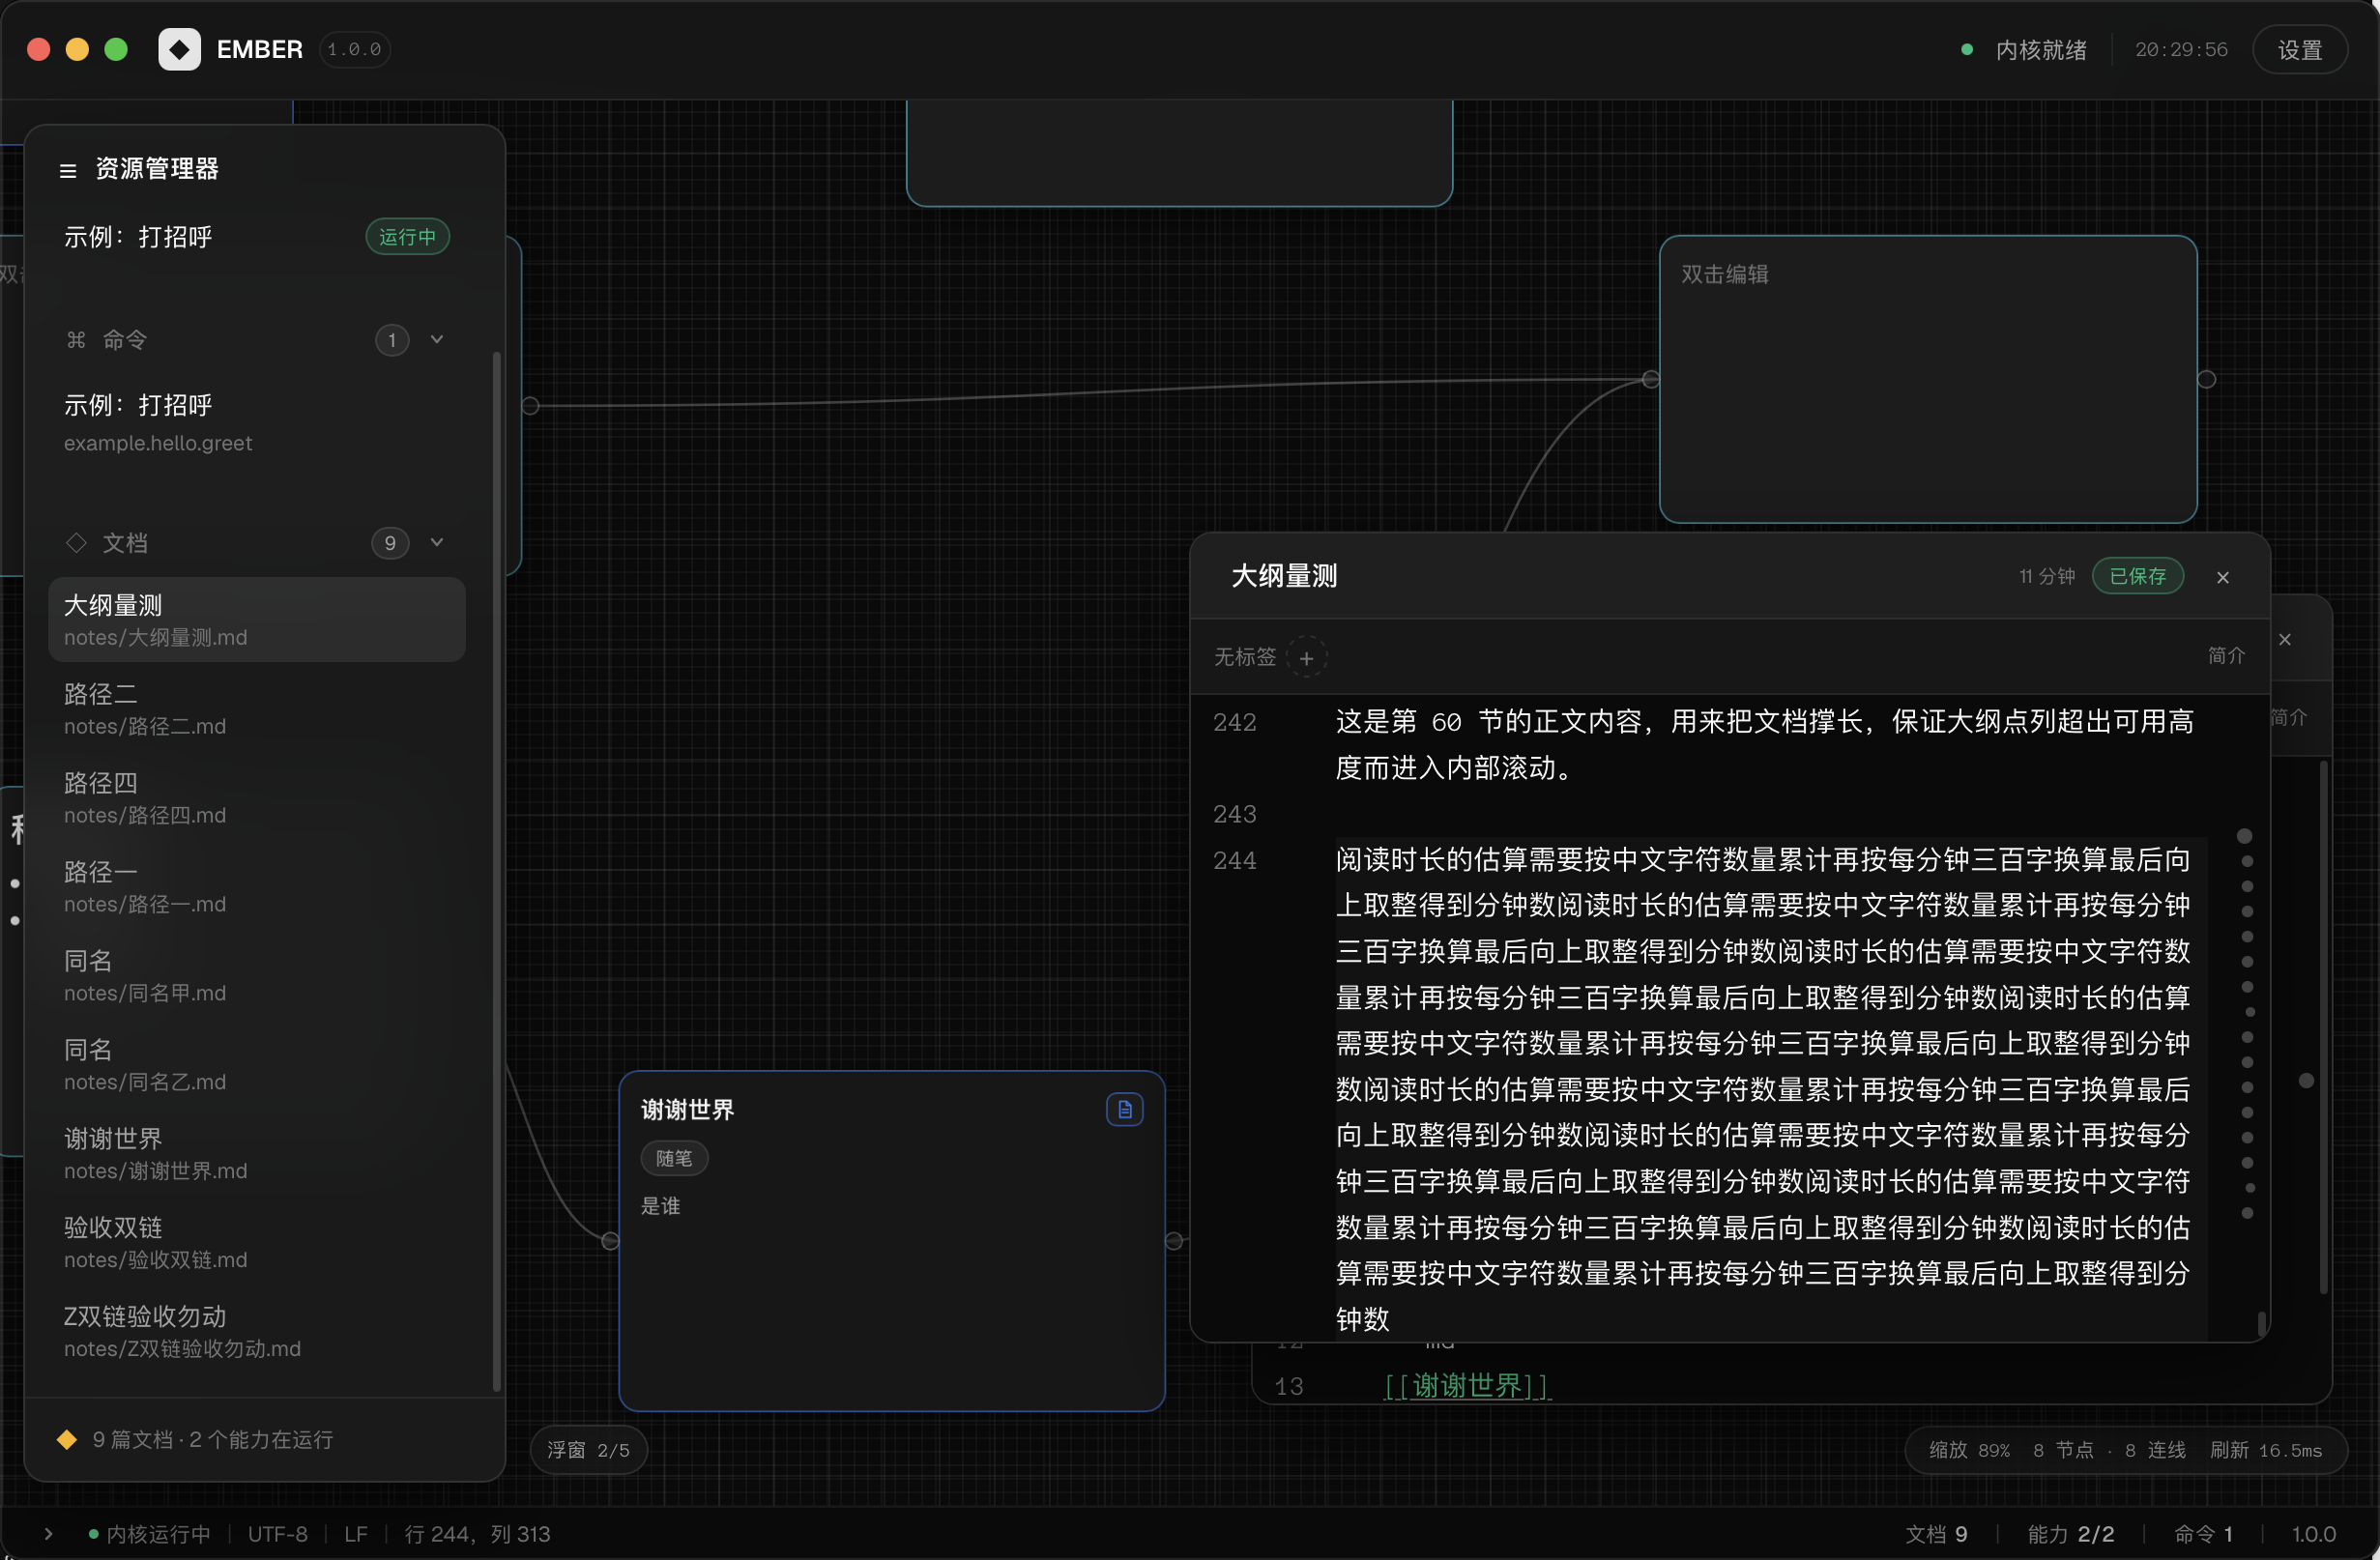 EMBER 1.0.0
内核就绪 20:29:56 设置
资源管理器
示例：打招呼 运行中
命令 1
示例：打招呼
example.hello.greet
文档 9
大纲量测
notes/大纲量测.md
路径二
notes/路径二.md
路径四
notes/路径四.md
路径一
notes/路径一.md
同名
notes/同名甲.md
同名
notes/同名乙.md
谢谢世界
notes/谢谢世界.md
验收双链
notes/验收双链.md
Z双链验收勿动
notes/Z双链验收勿动.md
9 篇文档 · 2 个能力在运行
双击编辑
谢谢世界
随笔
是谁
大纲量测 11 分钟 已保存 ×
无标签 + 简介
242 这是第 60 节的正文内容，用来把文档撑长，保证大纲点列超出可用高
度而进入内部滚动。
243
244 阅读时长的估算需要按中文字符数量累计再按每分钟三百字换算最后向
上取整得到分钟数阅读时长的估算需要按中文字符数量累计再按每分钟
三百字换算最后向上取整得到分钟数阅读时长的估算需要按中文字符数
量累计再按每分钟三百字换算最后向上取整得到分钟数阅读时长的估算
需要按中文字符数量累计再按每分钟三百字换算最后向上取整得到分钟
数阅读时长的估算需要按中文字符数量累计再按每分钟三百字换算最后
向上取整得到分钟数阅读时长的估算需要按中文字符数量累计再按每分
钟三百字换算最后向上取整得到分钟数阅读时长的估算需要按中文字符
数量累计再按每分钟三百字换算最后向上取整得到分钟数阅读时长的估
算需要按中文字符数量累计再按每分钟三百字换算最后向上取整得到分
钟数
×
简介
13 [[谢谢世界]]
浮窗 2/5
缩放 89% 8 节点 · 8 连线 刷新 16.5ms
内核运行中 UTF-8 LF 行 244，列 313
文档 9 能力 2/2 命令 1 1.0.0